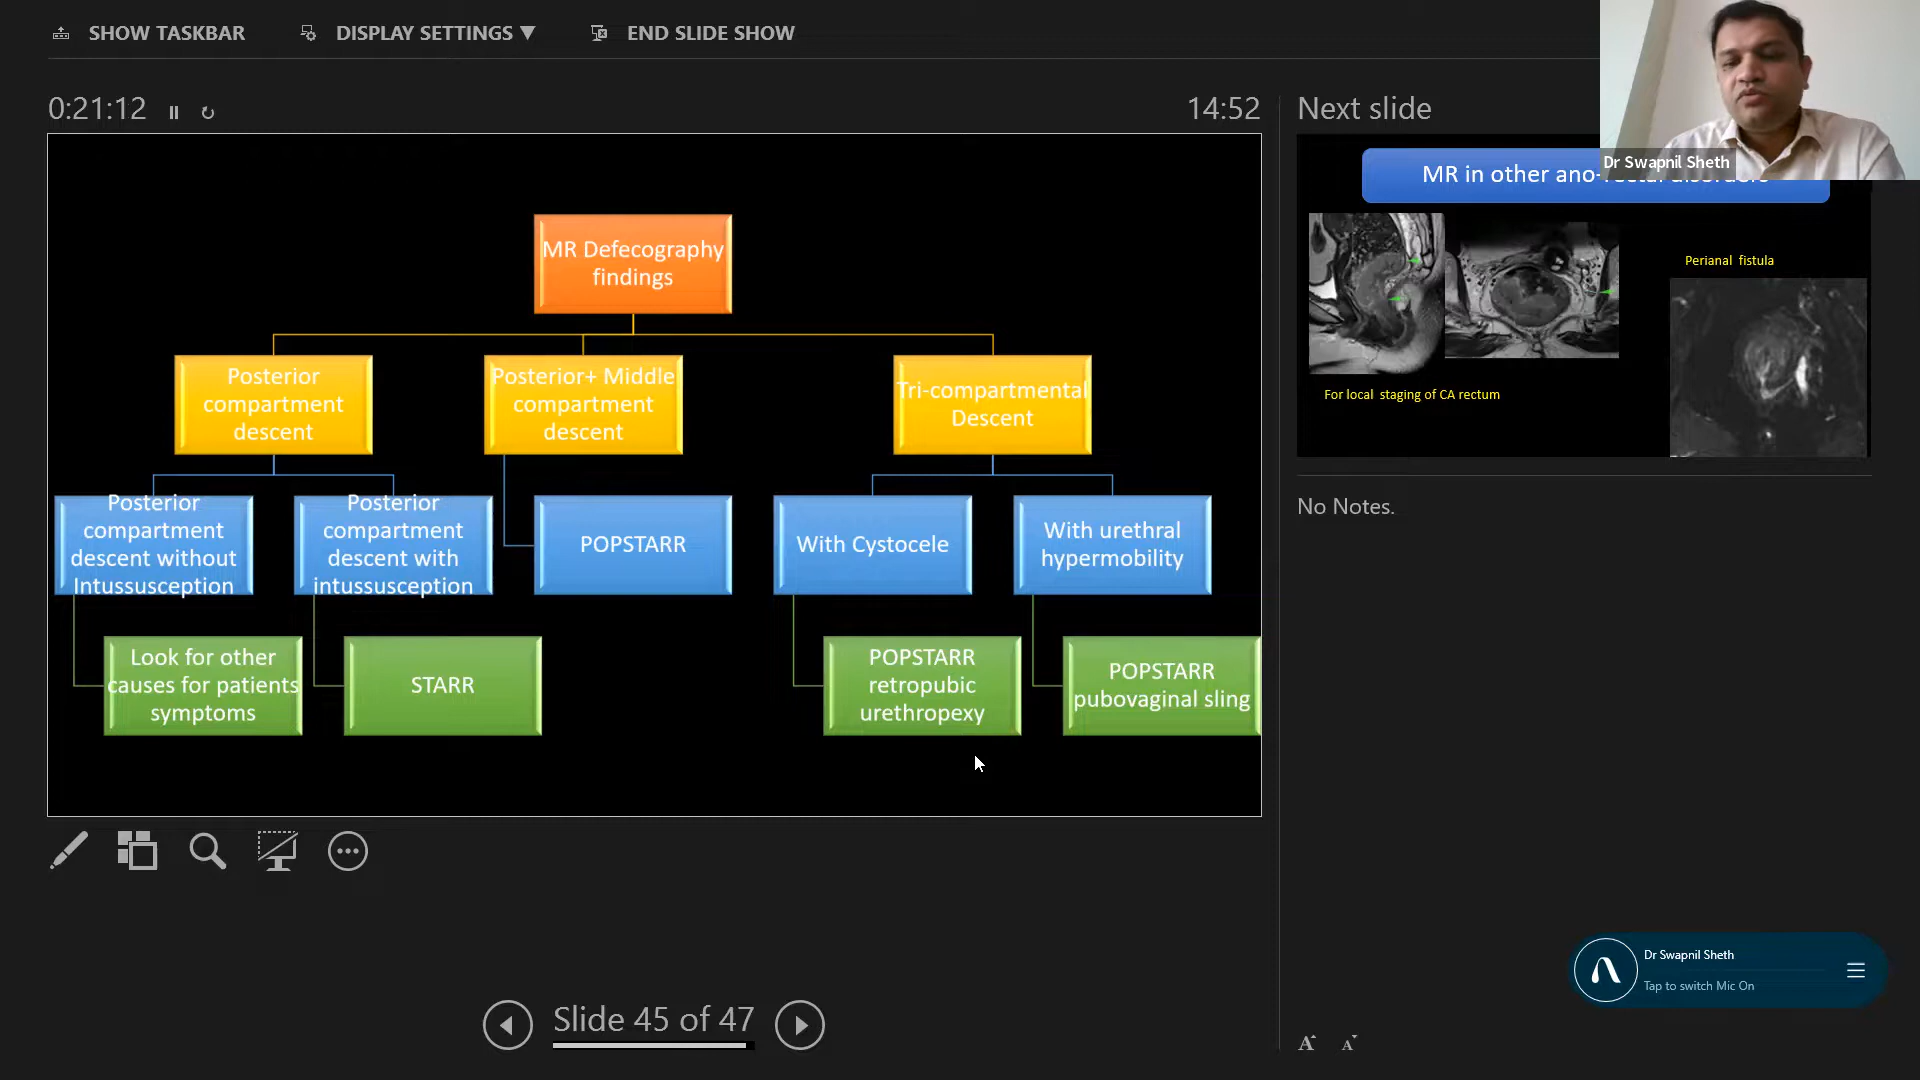 SHOW TASKBAR
DISPLAY SETTINGS ▼
END SLIDE SHOW
0:21:12
14:52
MR Defecography
findings
Posterior
compartment
descent
Posterior+ Middle
compartment
descent
Tri-compartmental
Descent
Posterior
compartment
descent without
Intussusception
Posterior
compartment
descent with
intussusception
POPSTARR
With Cystocele
With urethral
hypermobility
Look for other
causes for patients
symptoms
STARR
POPSTARR
retropubic
urethropexy
POPSTARR
pubovaginal sling
Slide 45 of 47
Next slide
Dr Swapnil Sheth
MR in other ano-
Perianal fistula
For local staging of CA rectum
No Notes.
Dr Swapnil Sheth
Tap to switch Mic On
A A